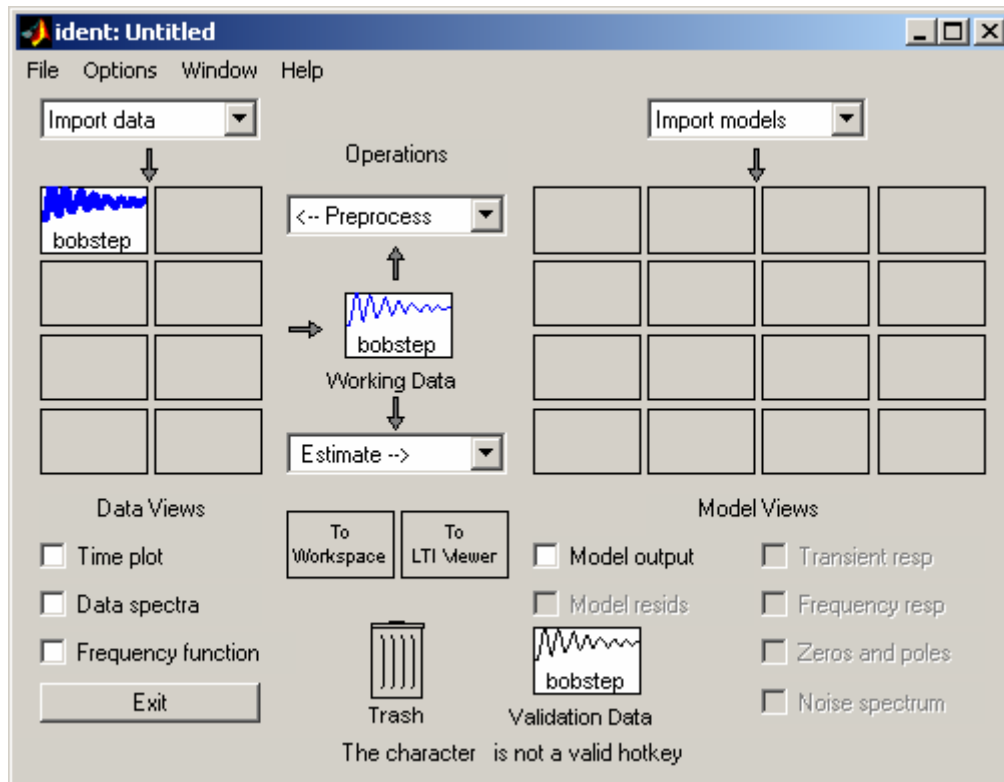 ident: Untitled
File Options Window Help
Import data
Import models
Operations
<-- Preprocess
bobstep
bobstep
Working Data
Estimate -->
Data Views
Model Views
To Workspace
To LTI Viewer
Time plot
Data spectra
Frequency function
Exit
Model output
Transient resp
Model resids
Frequency resp
Zeros and poles
Noise spectrum
Trash
bobstep
Validation Data
The character is not a valid hotkey